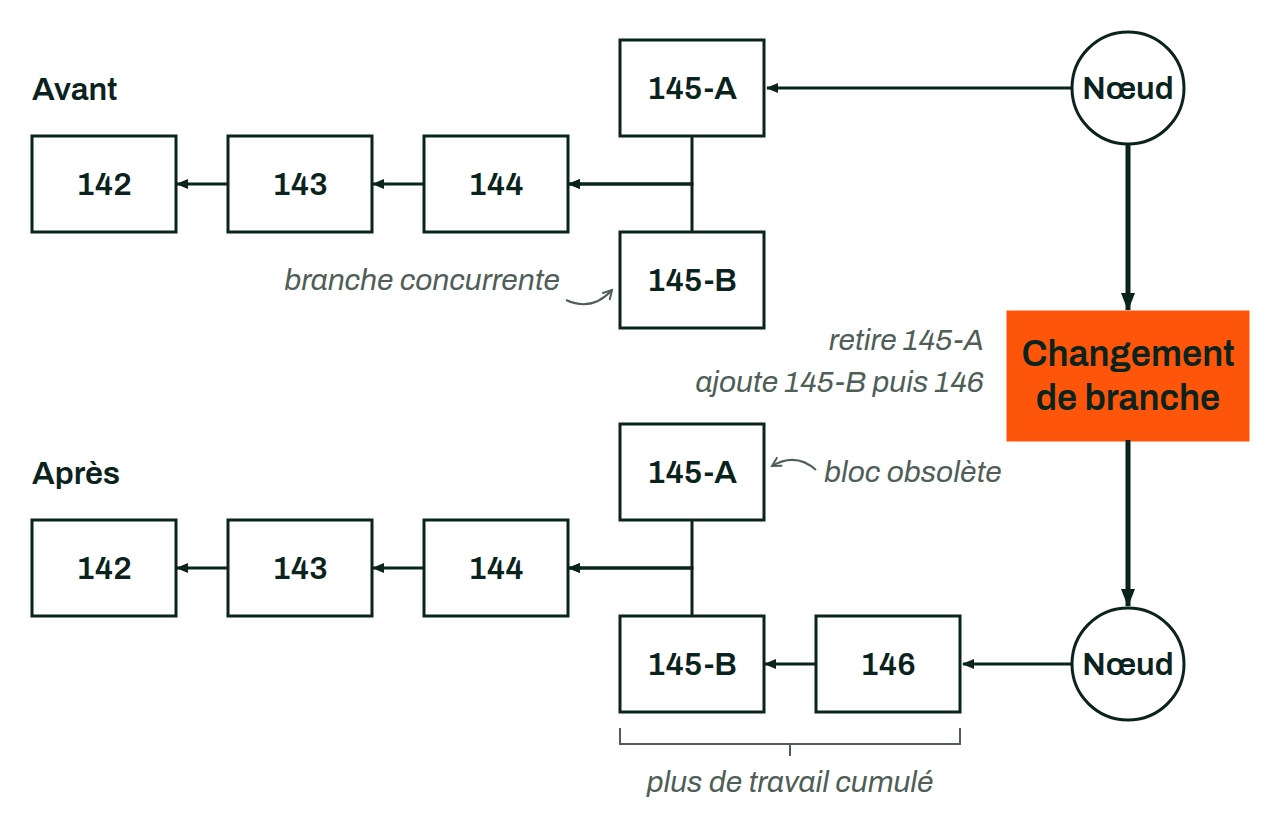 145-A
Nœud
Avant
142
143
144
branche concurrente
145-B
retire 145-A
ajoute 145-B puis 146
Changement
de branche
145-A
bloc obsolète
Après
142
143
144
145-B
146
Nœud
plus de travail cumulé